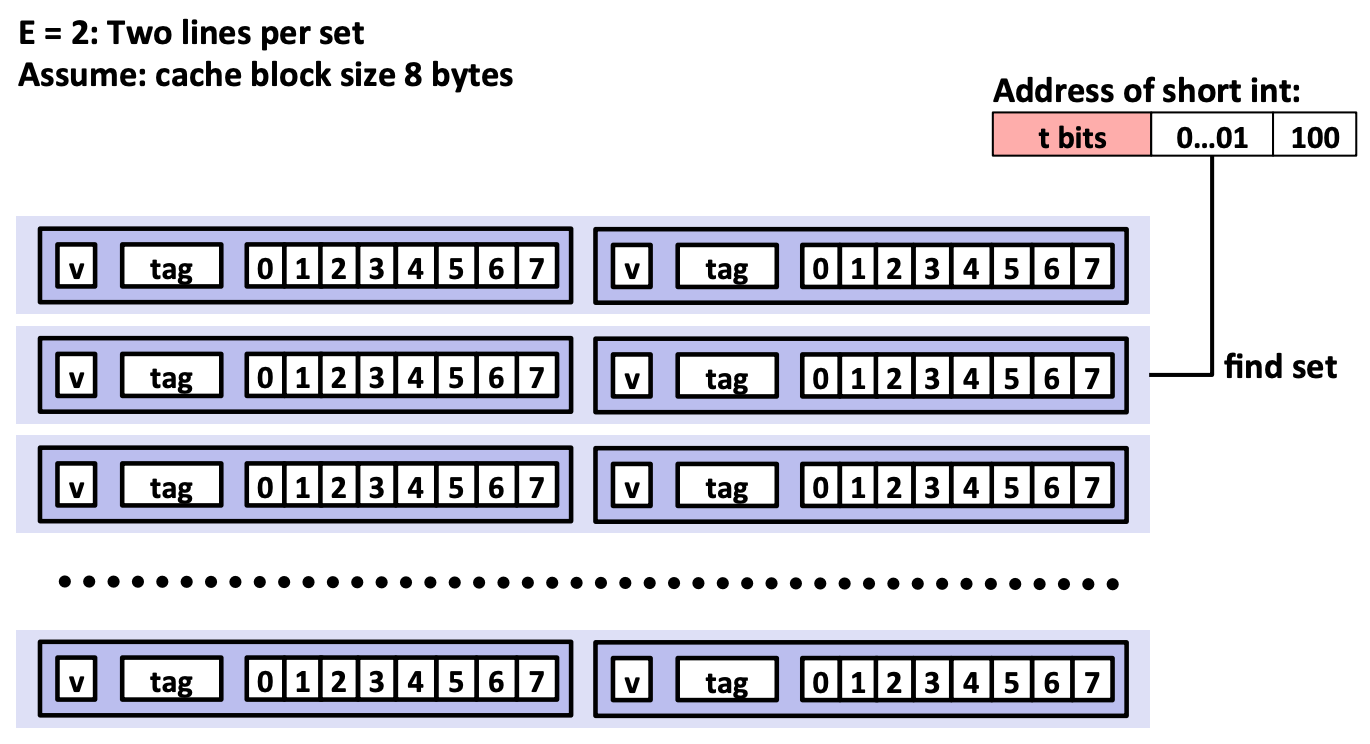 E = 2: Two lines per set
Assume: cache block size 8 bytes
Address of short int:
t bits 0...01 100
v tag 0 1 2 3 4 5 6 7 v tag 0 1 2 3 4 5 6 7
v tag 0 1 2 3 4 5 6 7 v tag 0 1 2 3 4 5 6 7
find set
v tag 0 1 2 3 4 5 6 7 v tag 0 1 2 3 4 5 6 7
v tag 0 1 2 3 4 5 6 7 v tag 0 1 2 3 4 5 6 7